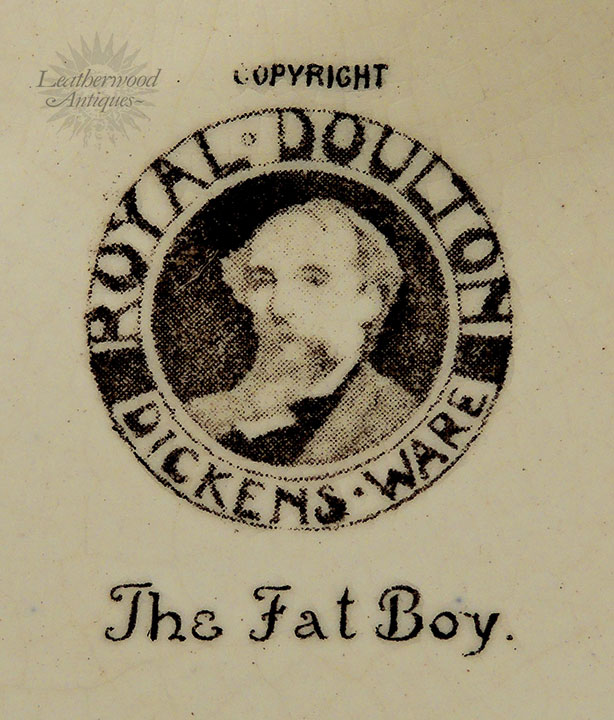 Leatherwood
Antiques~
COPYRIGHT
ROYAL · DOULTON
DICKENS · WARE
The Fat Boy.